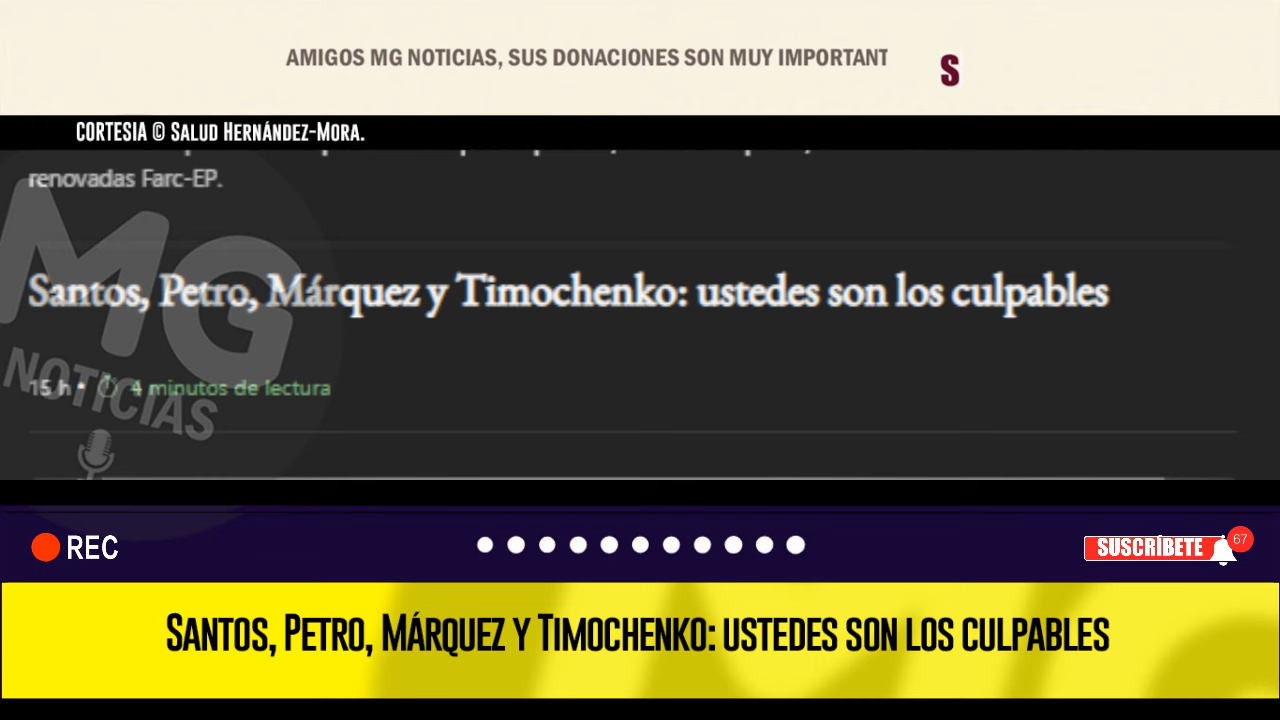 AMIGOS MG NOTICIAS, SUS DONACIONES SON MUY IMPORTANT S
CORTESIA © SALUD HERNÁNDEZ-MORA.
renovadas Farc-EP.
Santos, Petro, Márquez y Timochenko: ustedes son los culpables
MG
NOTICIAS
15 h • 4 minutos de lectura
REC
SUSCRÍBETE
67
SANTOS, PETRO, MÁRQUEZ Y TIMOCHENKO: USTEDES SON LOS CULPABLES